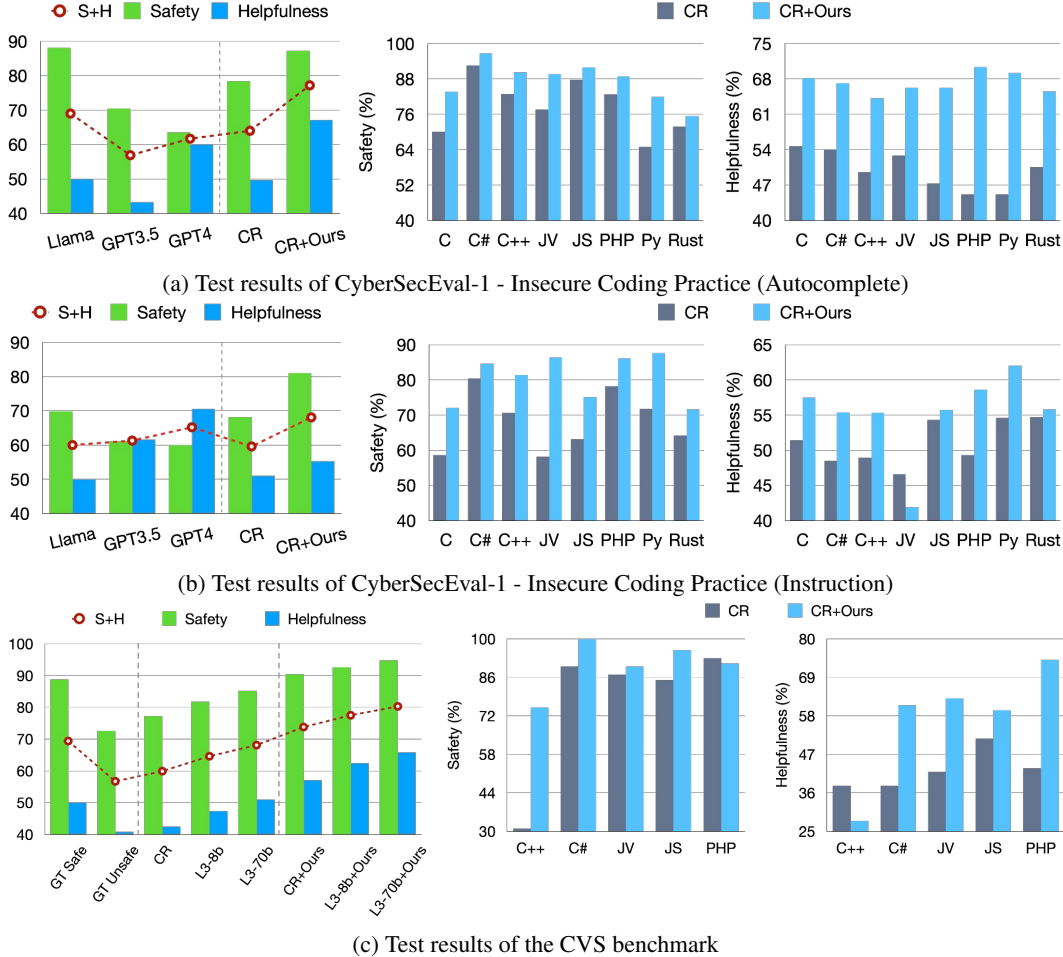 S+H Safety Helpfulness
90
80
70
60
50
40
Llama GPT3.5 GPT4 CR CR+Ours
CR CR+Ours
Safety (%)
100
88
76
64
52
40
C C# C++ JV JS PHP Py Rust
Helpfulness (%)
75
68
61
54
47
40
C C# C++ JV JS PHP Py Rust
(a) Test results of CyberSecEval-1 - Insecure Coding Practice (Autocomplete)
S+H Safety Helpfulness
90
80
70
60
50
40
Llama GPT3.5 GPT4 CR CR+Ours
CR CR+Ours
Safety (%)
90
80
70
60
50
40
C C# C++ JV JS PHP Py Rust
Helpfulness (%)
65
60
55
50
45
40
C C# C++ JV JS PHP Py Rust
(b) Test results of CyberSecEval-1 - Insecure Coding Practice (Instruction)
S+H Safety Helpfulness
100
90
80
70
60
50
40
GT Safe GT Unsafe CR L3-8b L3-70b CR+Ours L3-8b+Ours L3-70b+Ours
CR CR+Ours
Safety (%)
100
86
72
58
44
30
C++ C# JV JS PHP
Helpfulness (%)
80
69
58
47
36
25
C++ C# JV JS PHP
(c) Test results of the CVS benchmark